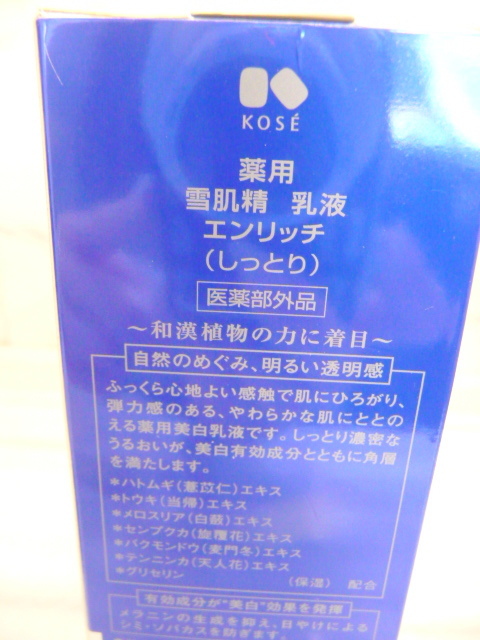 KOSÉ
薬用
雪肌精 乳液
エンリッチ
(しっとり)
医薬部外品
～和漢植物の力に着目～
自然のめぐみ、明るい透明感
ふっくら心地よい感触で肌にひろがり、
弾力感のある、やわらかな肌にととの
える薬用美白乳液です。しっとり濃密な
うるおいが、美白有効成分とともに角層
を満たします。
*ハトムギ(薏苡仁)エキス
*トウキ(当帰)エキス
*メロスリア(白蘞)エキス
*センプクカ(旋覆花)エキス
*バクモンドウ(麦門冬)エキス
*テンニンカ(天人花)エキス
*グリセリン (保湿) 配合
有効成分が"美白"効果を発揮
メラニンの生成を抑え、日やけによる
シミ・ソバカスを防ぎます。